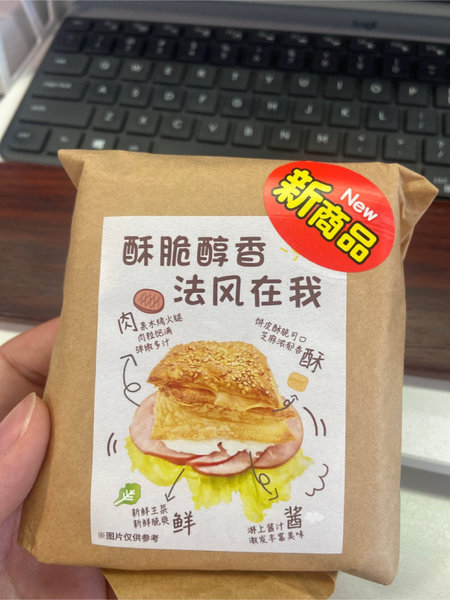 新商品
New
酥脆醇香
法风在我
肉
黑木烤火腿
肉粒饱满
弹嫩多汁
饼皮酥脆可口
芝麻浓郁香
酥
新鲜生菜
新鲜脆爽
鲜
淋上酱汁
激发丰富美味
酱
※图片仅供参考